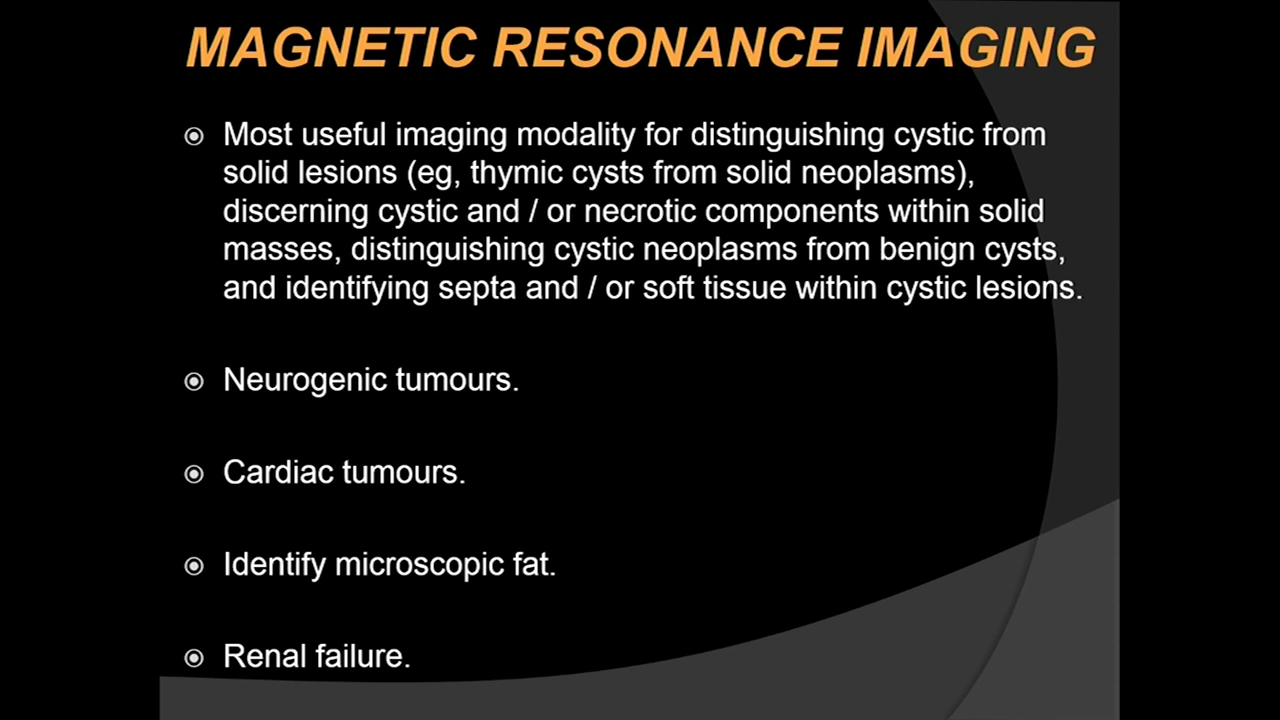 MAGNETIC RESONANCE IMAGING
Most useful imaging modality for distinguishing cystic from
solid lesions (eg, thymic cysts from solid neoplasms),
discerning cystic and / or necrotic components within solid
masses, distinguishing cystic neoplasms from benign cysts,
and identifying septa and / or soft tissue within cystic lesions.
Neurogenic tumours.
Cardiac tumours.
Identify microscopic fat.
Renal failure.